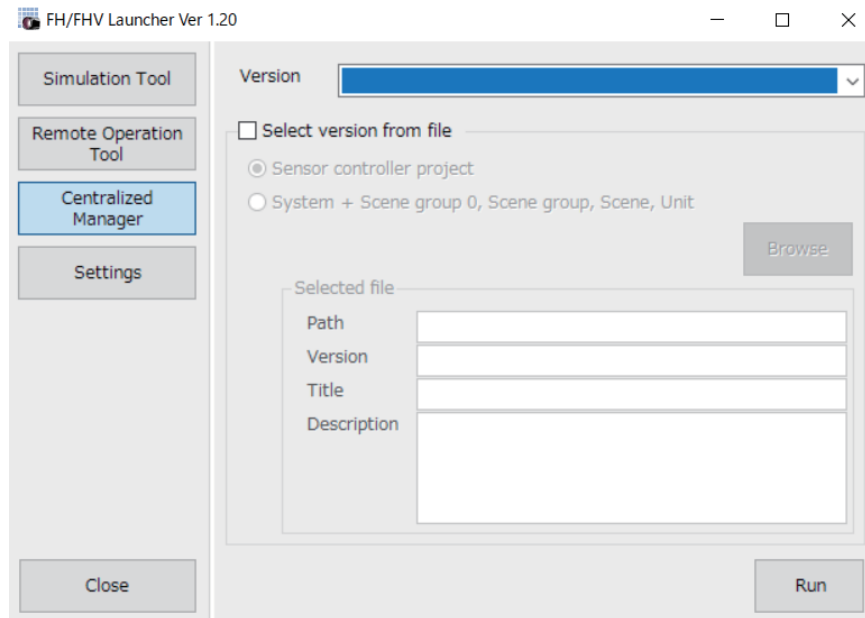 FH/FHV Launcher Ver 1.20
Simulation Tool
Remote Operation
Tool
Centralized
Manager
Settings
Close
Version
Select version from file
Sensor controller project
System + Scene group 0, Scene group, Scene, Unit
Browse
Selected file
Path
Version
Title
Description
Run